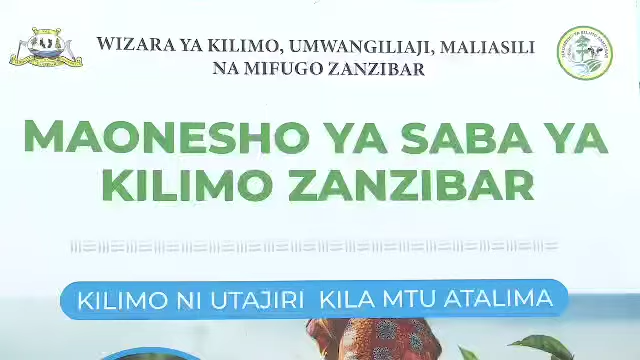 WIZARA YA KILIMO, UMWANGILIAJI, MALIASILI
NA MIFUGO ZANZIBAR
MAONESHO YA SABA YA
KILIMO ZANZIBAR
KILIMO NI UTAJIRI KILA MTU ATALIMA